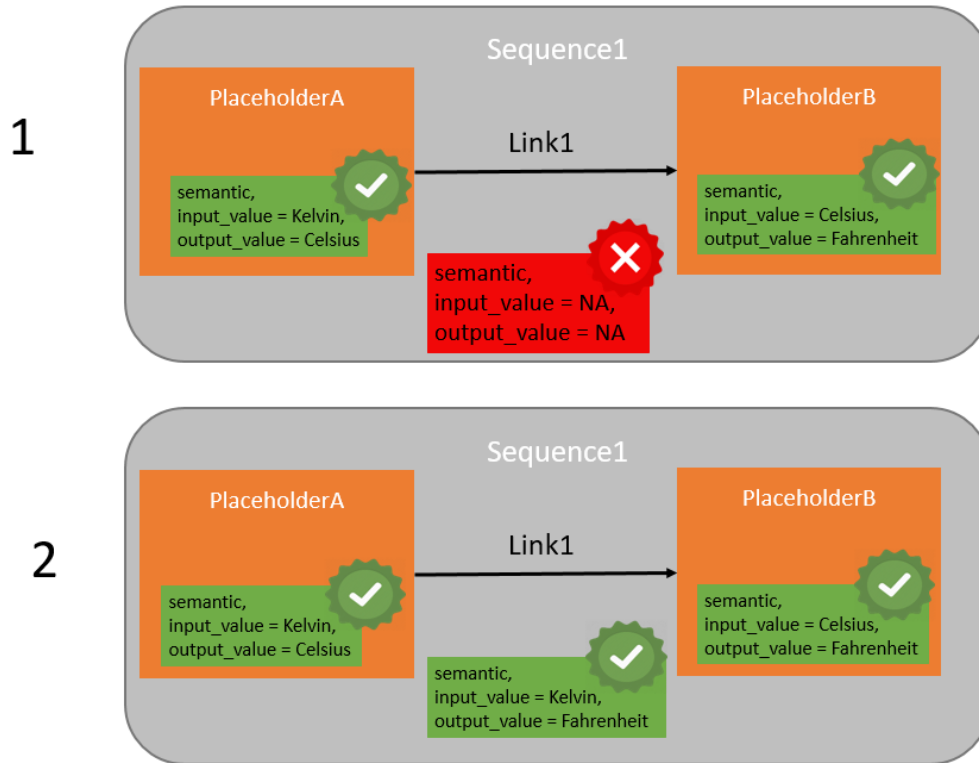 1
Sequence1
PlaceholderA
Link1
PlaceholderB
semantic,
input_value = Kelvin,
output_value = Celsius
semantic,
input_value = Celsius,
output_value = Fahrenheit
semantic,
input_value = NA,
output_value = NA
2
Sequence1
PlaceholderA
Link1
PlaceholderB
semantic,
input_value = Kelvin,
output_value = Celsius
semantic,
input_value = Celsius,
output_value = Fahrenheit
semantic,
input_value = Kelvin,
output_value = Fahrenheit